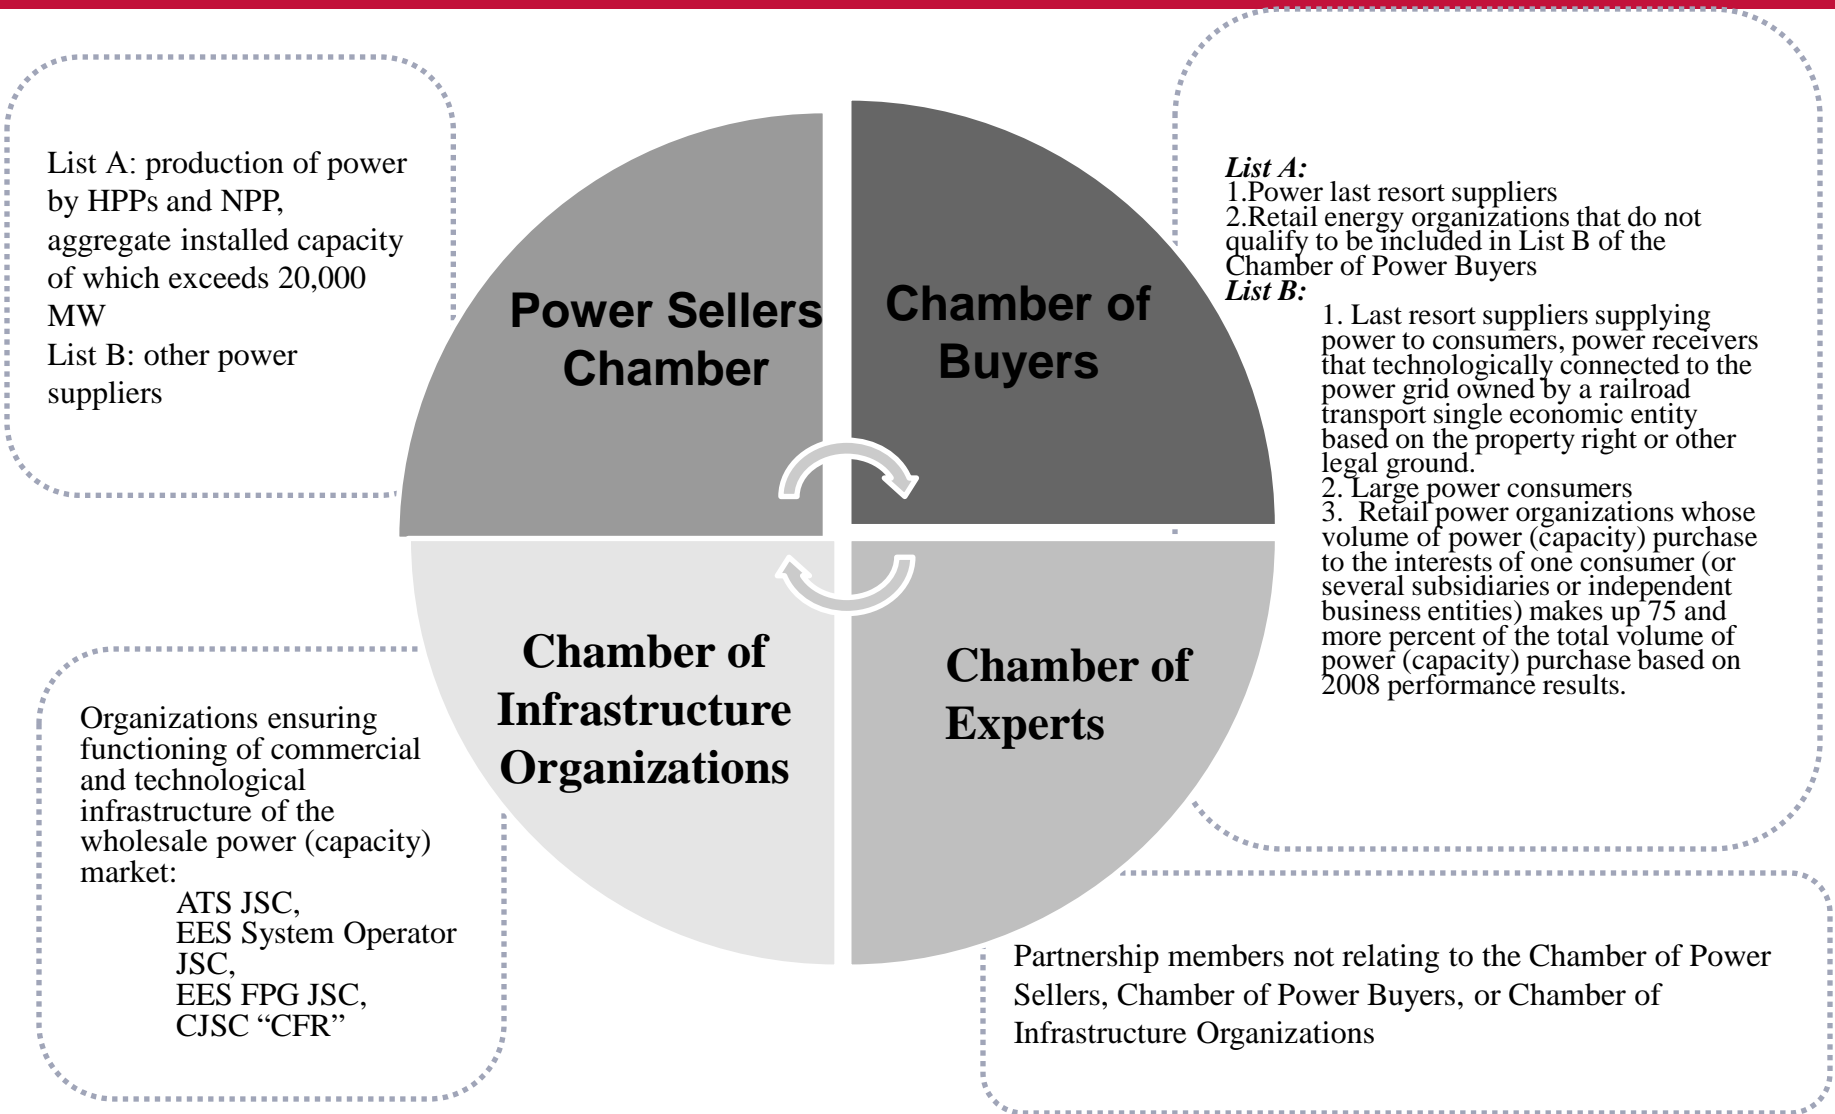 List A: production of power
by HPPs and NPP,
aggregate installed capacity
of which exceeds 20,000
MW
List B: other power
suppliers
Power Sellers
Chamber
Chamber of
Buyers
List A:
1.Power last resort suppliers
2.Retail energy organizations that do not
qualify to be included in List B of the
Chamber of Power Buyers
List B:
1. Last resort suppliers supplying
power to consumers, power receivers
that technologically connected to the
power grid owned by a railroad
transport single economic entity
based on the property right or other
legal ground.
2. Large power consumers
3. Retail power organizations whose
volume of power (capacity) purchase
to the interests of one consumer (or
several subsidiaries or independent
business entities) makes up 75 and
more percent of the total volume of
power (capacity) purchase based on
2008 performance results.
Chamber of
Infrastructure
Organizations
Chamber of
Experts
Organizations ensuring
functioning of commercial
and technological
infrastructure of the
wholesale power (capacity)
market:
ATS JSC,
EES System Operator
JSC,
EES FPG JSC,
CJSC “CFR”
Partnership members not relating to the Chamber of Power
Sellers, Chamber of Power Buyers, or Chamber of
Infrastructure Organizations